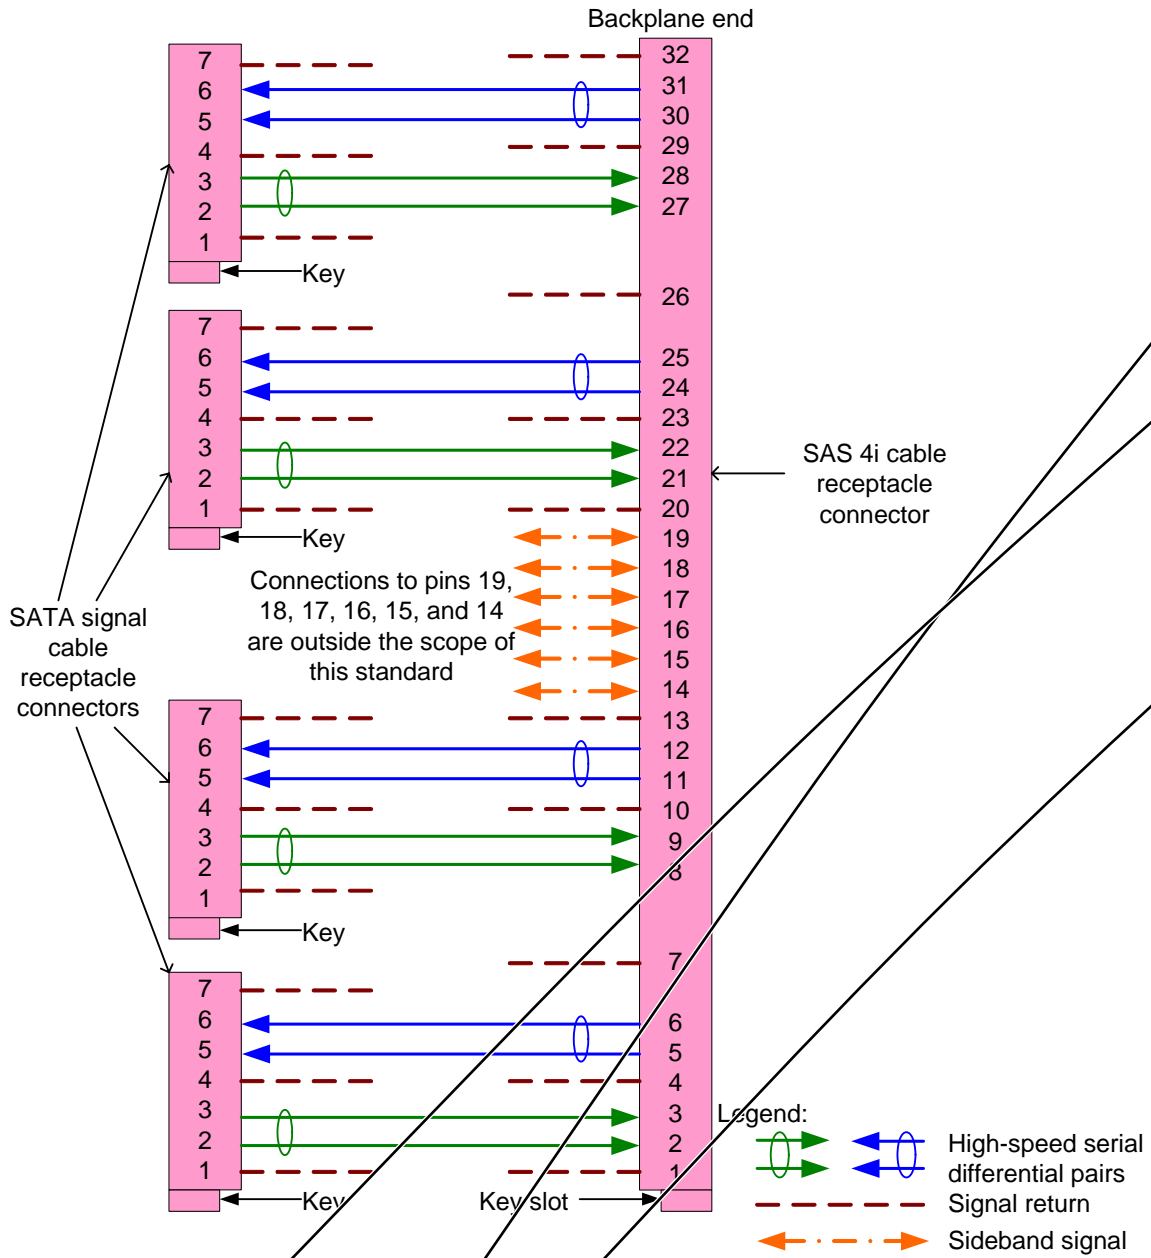 Backplane end
7
6
5
4
3
2
1
Key
7
6
5
4
3
2
1
Key
7
6
5
4
3
2
1
Key
7
6
5
4
3
2
1
Key
SATA signal
cable
receptacle
connectors
Connections to pins 19,
18, 17, 16, 15, and 14
are outside the scope of
this standard
32
31
30
29
28
27
26
25
24
23
22
21
20
19
18
17
16
15
14
13
12
11
10
9
8
7
6
5
4
3
2
1
Key slot
SAS 4i cable
receptacle
connector
Legend:
High-speed serial
differential pairs
Signal return
Sideband signal